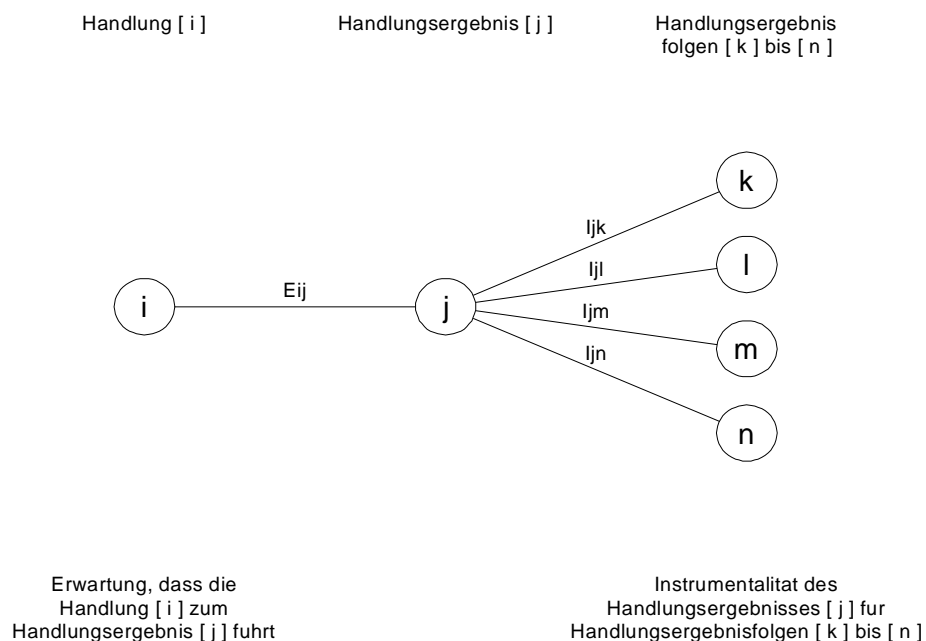 Handlung [ i ]
Handlungsergebnis [ j ]
Handlungsergebnis
folgen [ k ] bis [ n ]
k
Ijk
l
Ijl
Eij
i
j
Ijm
m
Ijn
n
Erwartung, dass die
Handlung [ i ] zum
Handlungsergebnis [ j ] fuhrt
Instrumentalitat des
Handlungsergebnisses [ j ] fur
Handlungsergebnisfolgen [ k ] bis [ n ]